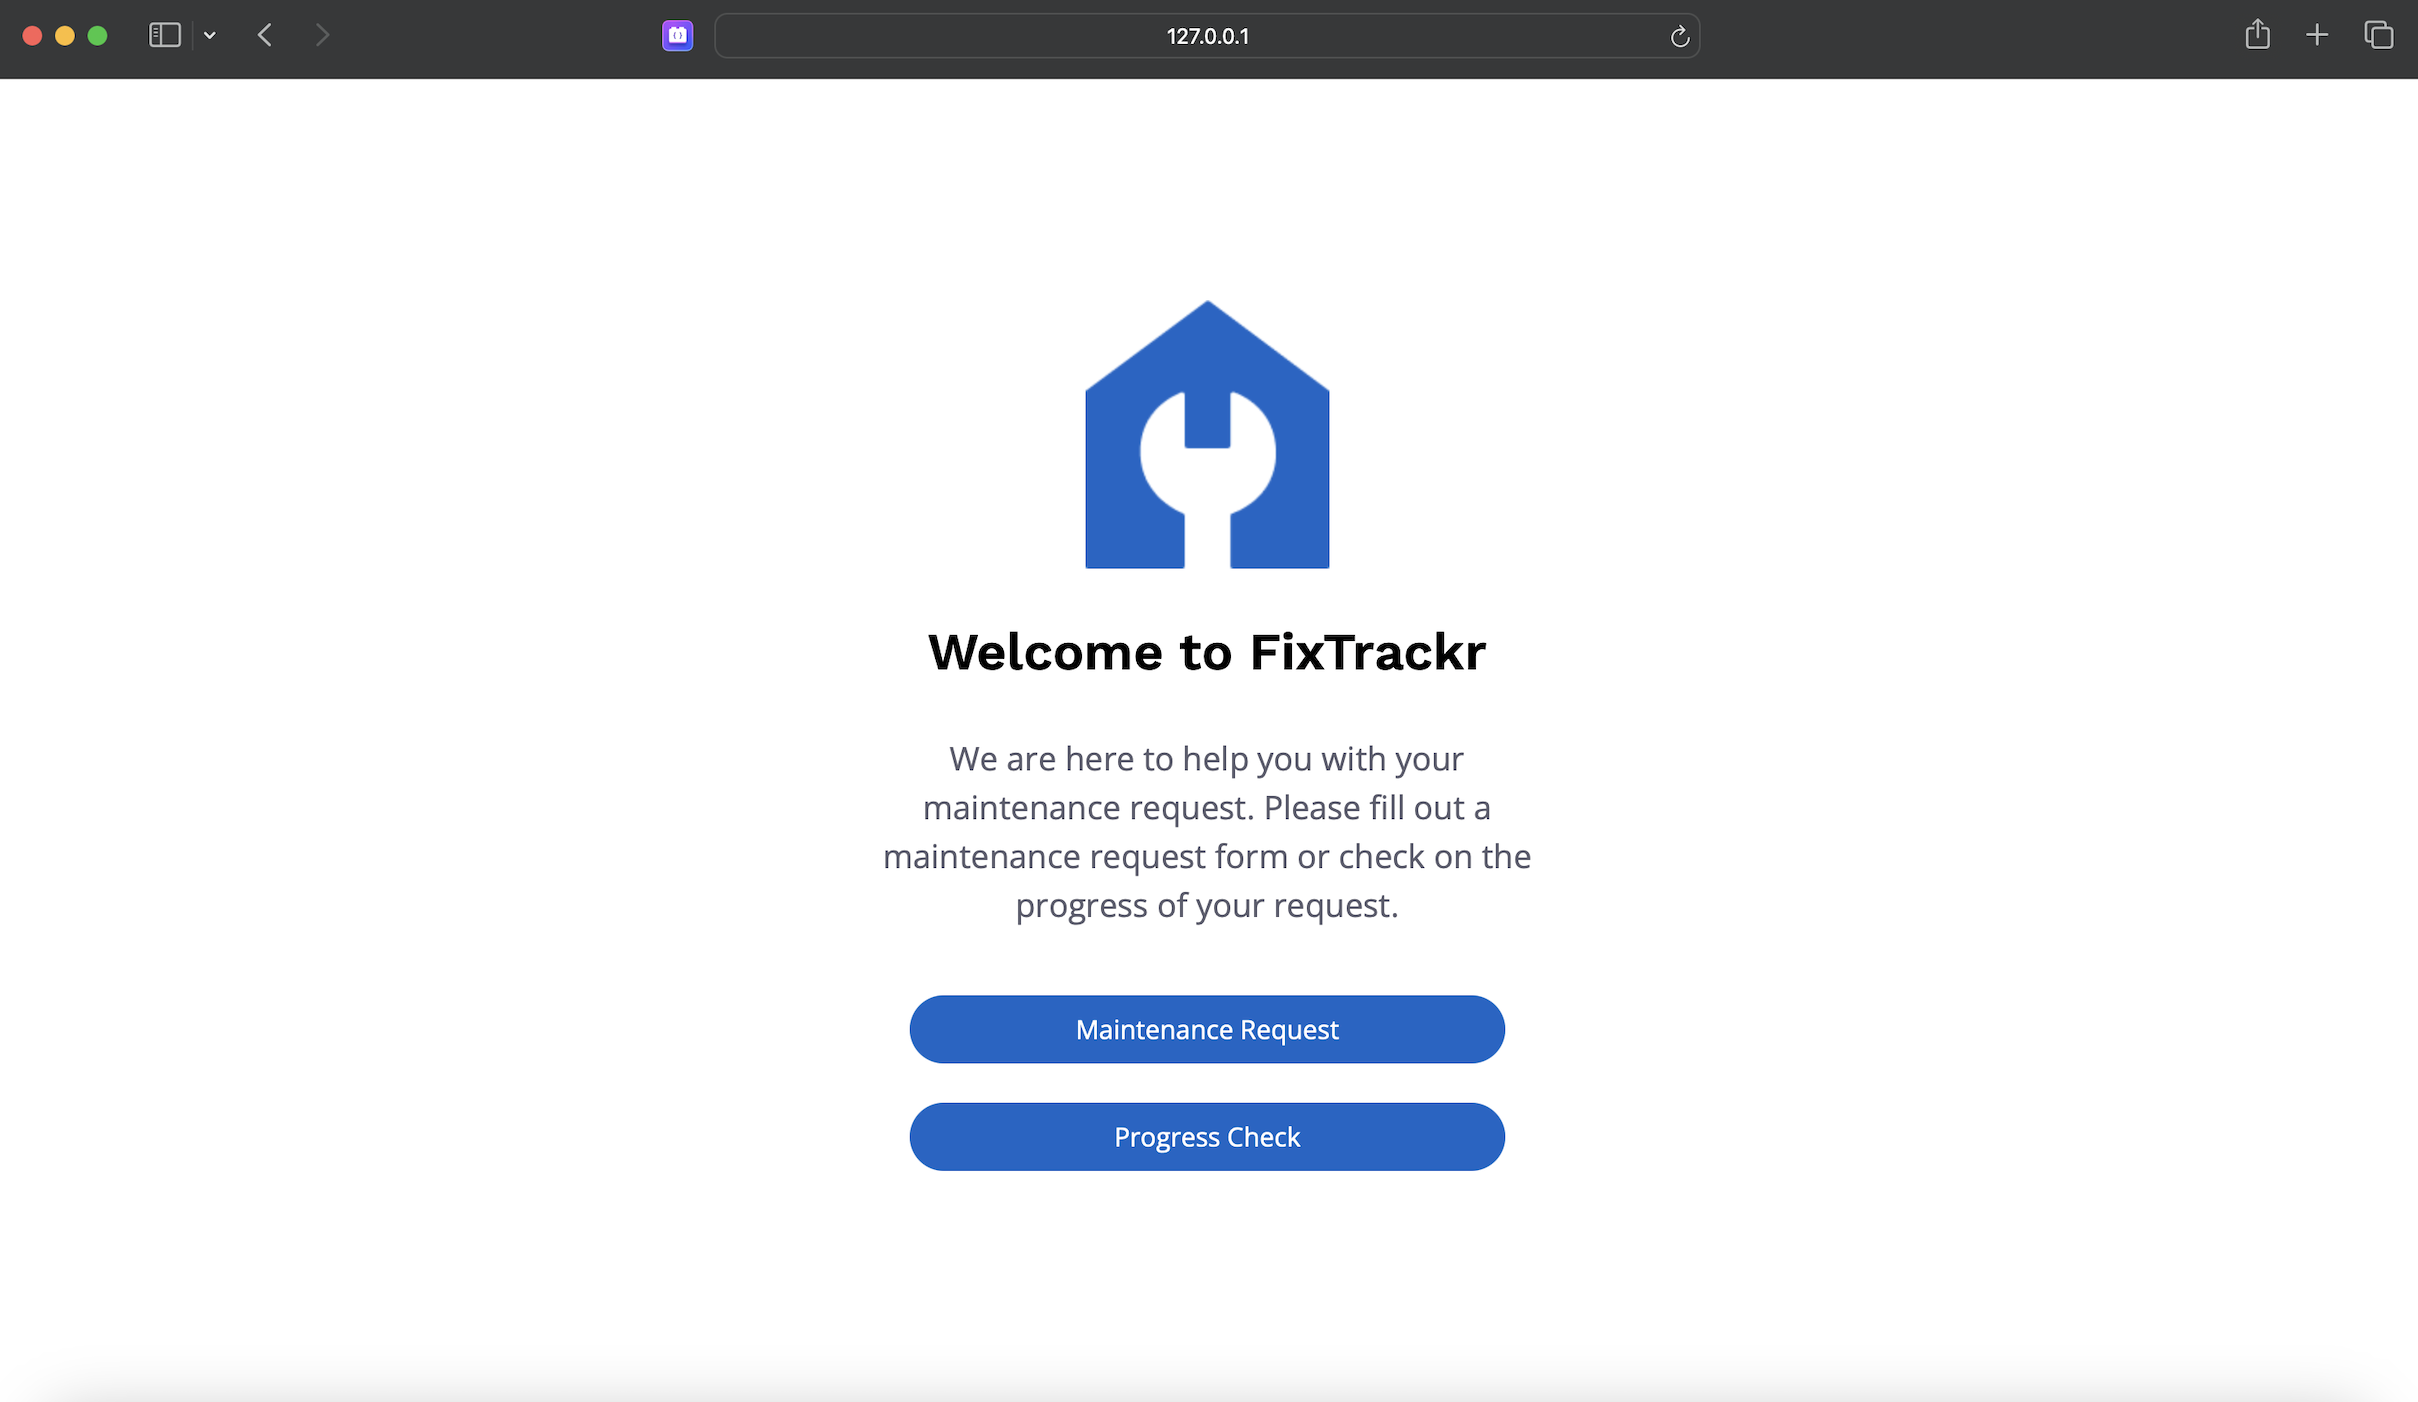 127.0.0.1
Welcome to FixTrackr
We are here to help you with your
maintenance request. Please fill out a
maintenance request form or check on the
progress of your request.
Maintenance Request
Progress Check